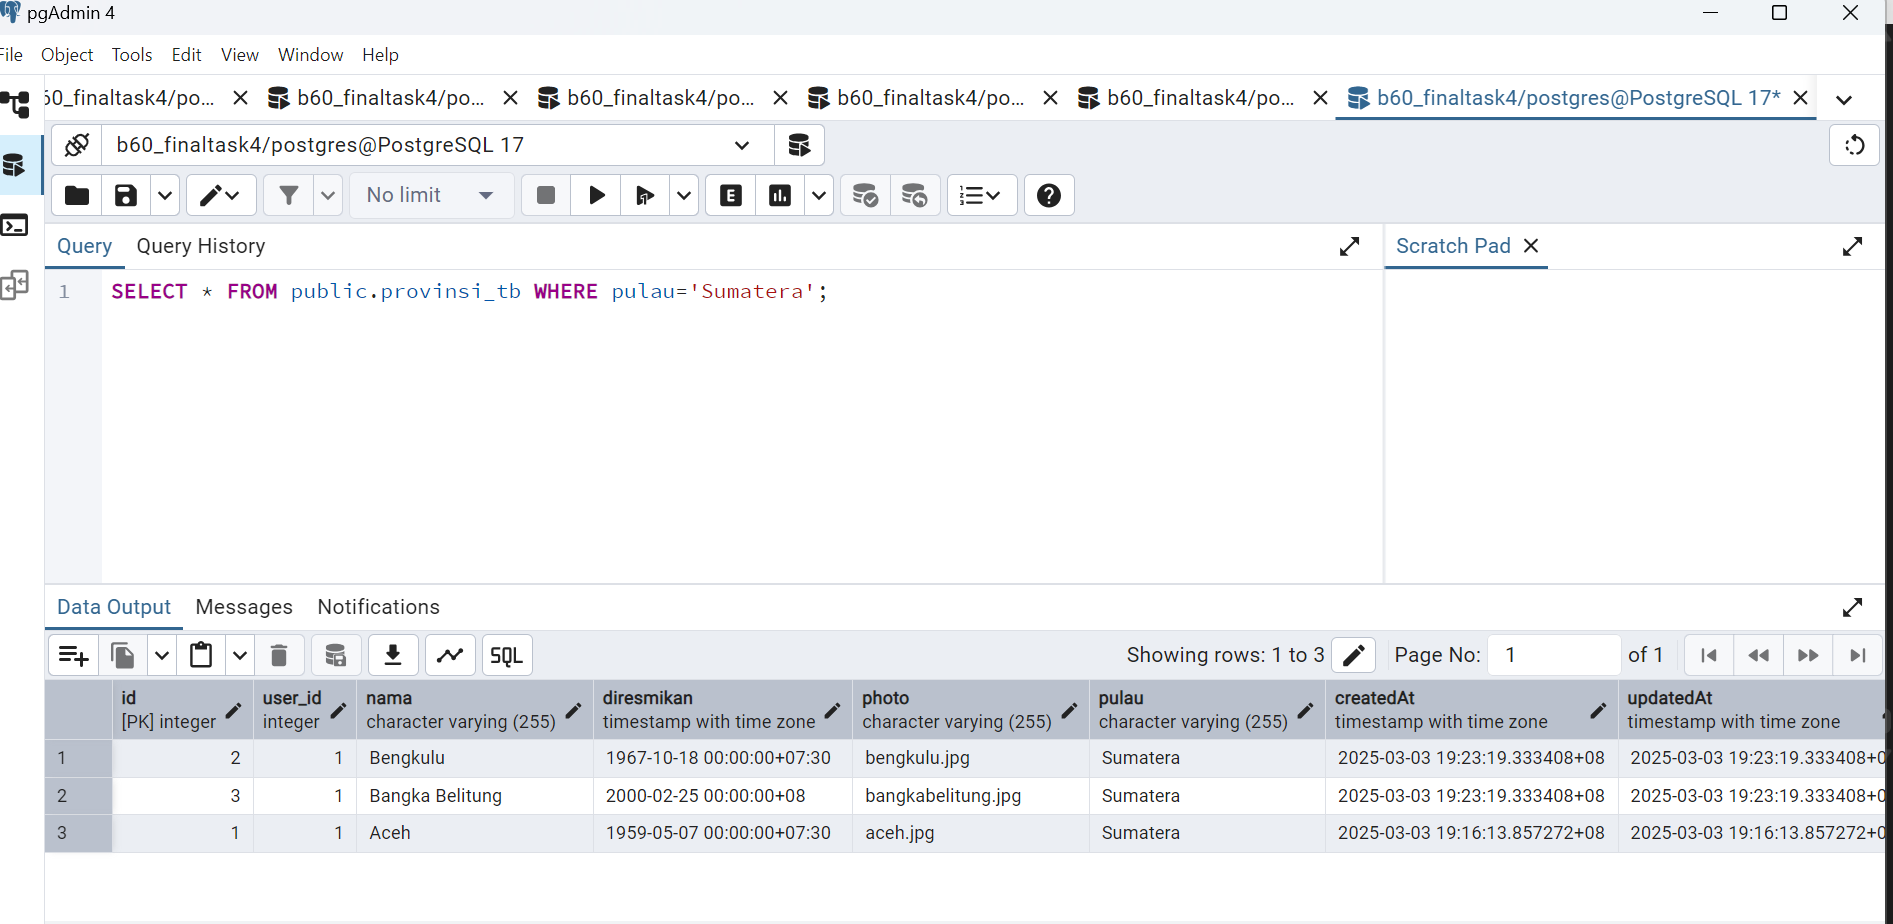 pgAdmin 4
File Object Tools Edit View Window Help
60_finaltask4/po... b60_finaltask4/po... b60_finaltask4/po... b60_finaltask4/po... b60_finaltask4/po... b60_finaltask4/postgres@PostgreSQL 17*
b60_finaltask4/postgres@PostgreSQL 17
No limit
Query Query History
Scratch Pad
1 SELECT * FROM public.provinsi_tb WHERE pulau='Sumatera';
Data Output Messages Notifications
SQL Showing rows: 1 to 3 Page No: 1 of 1
id user_id nama diresmikan photo pulau createdAt updatedAt
[PK] integer integer character varying (255) timestamp with time zone character varying (255) character varying (255) timestamp with time zone timestamp with time zone
1 2 1 Bengkulu 1967-10-18 00:00:00+07:30 bengkulu.jpg Sumatera 2025-03-03 19:23:19.333408+08 2025-03-03 19:23:19.333408+0
2 3 1 Bangka Belitung 2000-02-25 00:00:00+08 bangkabelitung.jpg Sumatera 2025-03-03 19:23:19.333408+08 2025-03-03 19:23:19.333408+0
3 1 1 Aceh 1959-05-07 00:00:00+07:30 aceh.jpg Sumatera 2025-03-03 19:16:13.857272+08 2025-03-03 19:16:13.857272+0